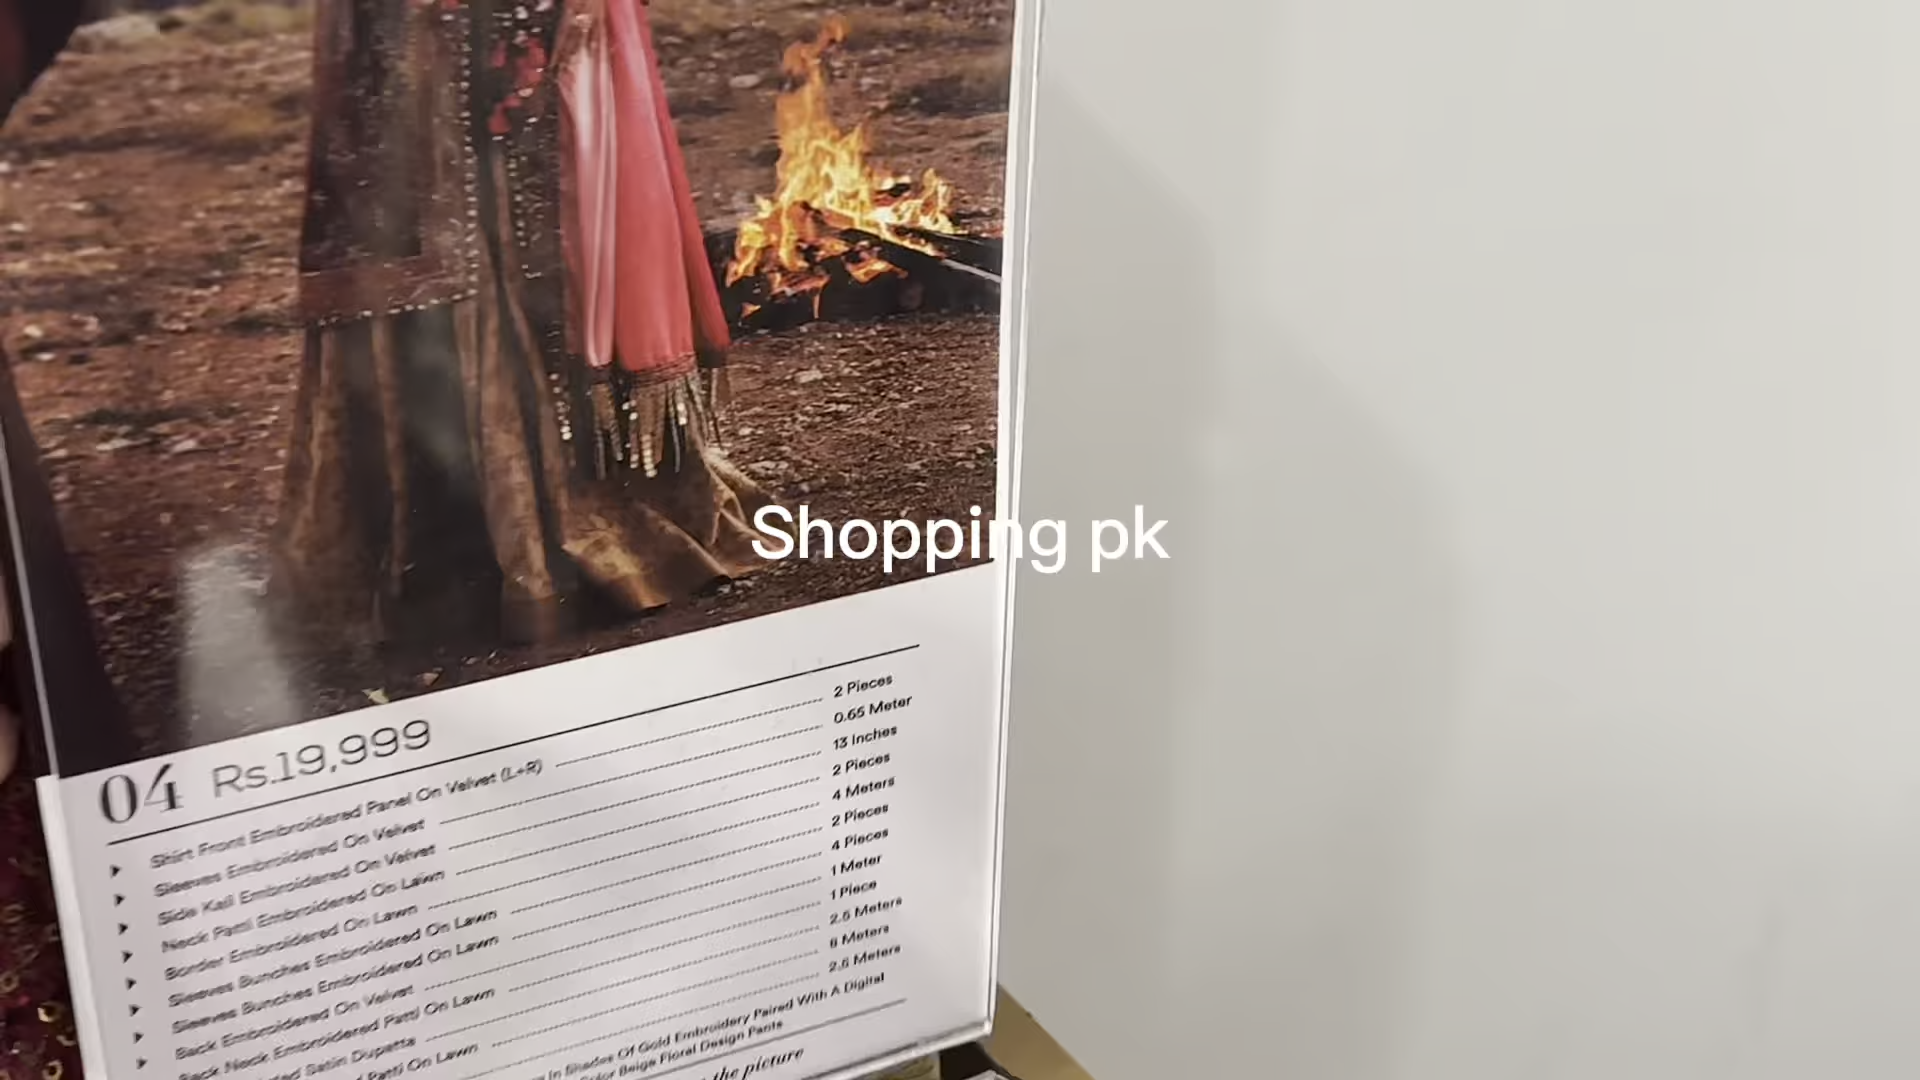 Shopping pk
04 Rs.19,999
Shirt Front Embroidered Panel On Velvet (L+R) 2 Pieces
Sleeves Embroidered On Velvet 0.65 Meter
Side Kali Embroidered On Velvet 13 Inches
Neck Patti Embroidered On Lawn 2 Pieces
Border Embroidered On Lawn 4 Meters
Sleeves Bunches Embroidered On Lawn 2 Pieces
Sleeves Bunches Embroidered On Lawn 4 Pieces
Back Embroidered On Velvet 1 Meter
Back Neck Embroidered Patti On Lawn 1 Piece
Satin Dupatta 2.5 Meters
Patti On Lawn 8 Meters
2.5 Meters
In Shades Of Gold Embroidery Paired With A Digital
Color Beige Floral Design Pants
the picture